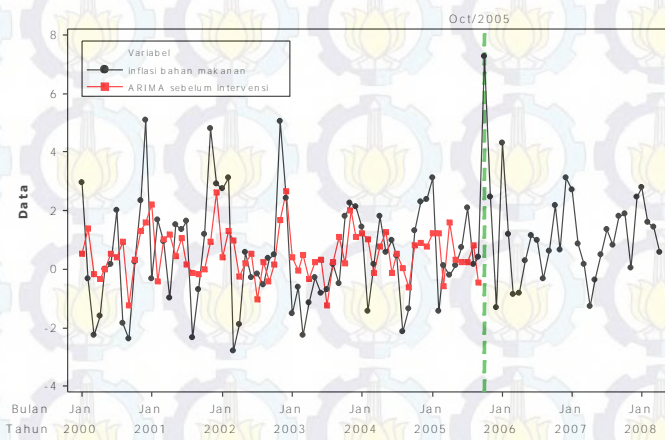 Oct/2005
8
6
4
2
0
-2
-4
Data
Variabel
inflasi bahan makanan
ARIMA sebelum intervensi
Bulan Jan Jan Jan Jan Jan Jan Jan Jan Jan
Tahun 2000 2001 2002 2003 2004 2005 2006 2007 2008